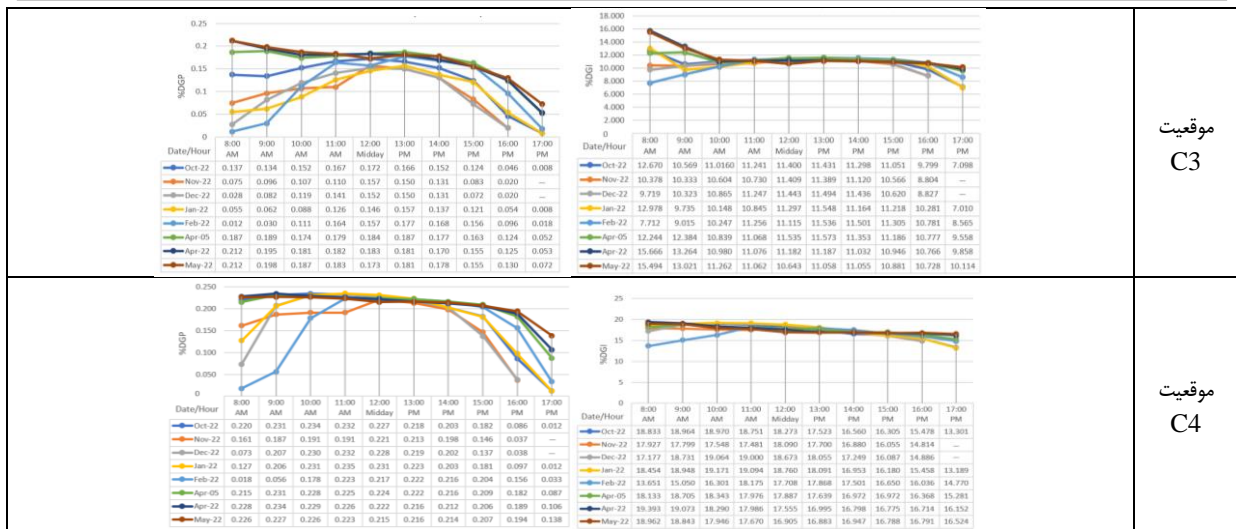 0.25
0.2
0.15
0.1
0.05
0
%DGP
Date/Hour 8:00 AM 9:00 AM 10:00 AM 11:00 AM 12:00 Midday 13:00 PM 14:00 PM 15:00 PM 16:00 PM 17:00 PM
Oct-22 0.137 0.134 0.152 0.167 0.172 0.166 0.152 0.124 0.046 0.008
Nov-22 0.075 0.096 0.107 0.110 0.157 0.150 0.131 0.083 0.020 —
Dec-22 0.028 0.082 0.119 0.141 0.152 0.150 0.131 0.072 0.020 —
Jan-22 0.055 0.062 0.088 0.126 0.146 0.157 0.137 0.121 0.054 0.008
Feb-22 0.012 0.030 0.111 0.164 0.157 0.177 0.168 0.156 0.096 0.018
Apr-05 0.187 0.189 0.174 0.179 0.184 0.187 0.177 0.163 0.124 0.052
Apr-22 0.212 0.195 0.181 0.182 0.183 0.181 0.170 0.155 0.125 0.053
May-22 0.212 0.198 0.187 0.183 0.173 0.181 0.178 0.155 0.130 0.072
18.000
16.000
14.000
12.000
10.000
8.000
6.000
4.000
2.000
0.000
%DGI
Date/Hour 8:00 AM 9:00 AM 10:00 AM 11:00 AM 12:00 Midday 13:00 PM 14:00 PM 15:00 PM 16:00 PM 17:00 PM
Oct-22 12.670 10.569 11.0160 11.241 11.400 11.431 11.298 11.051 9.799 7.098
Nov-22 10.378 10.333 10.604 10.730 11.409 11.389 11.120 10.566 8.804 —
Dec-22 9.719 10.323 10.865 11.247 11.443 11.494 11.436 10.620 8.827 —
Jan-22 12.978 9.735 10.148 10.845 11.297 11.548 11.164 11.218 10.281 7.010
Feb-22 7.712 9.015 10.247 11.256 11.115 11.536 11.501 11.305 10.781 8.565
Apr-05 12.244 12.384 10.839 11.068 11.535 11.573 11.353 11.186 10.777 9.558
Apr-22 15.666 13.264 10.980 11.076 11.182 11.187 11.032 10.946 10.766 9.858
May-22 15.494 13.021 11.262 11.062 10.643 11.058 11.055 10.881 10.728 10.114
موقعیت
C3
0.250
0.200
0.150
0.100
0.050
0
%DGP
Date/Hour 8:00 AM 9:00 AM 10:00 AM 11:00 AM 12:00 Midday 13:00 PM 14:00 PM 15:00 PM 16:00 PM 17:00 PM
Oct-22 0.220 0.231 0.234 0.232 0.227 0.218 0.203 0.182 0.086 0.012
Nov-22 0.161 0.187 0.191 0.191 0.221 0.213 0.198 0.146 0.037 —
Dec-22 0.073 0.207 0.230 0.232 0.228 0.219 0.202 0.137 0.038 —
Jan-22 0.127 0.206 0.231 0.235 0.231 0.223 0.203 0.181 0.097 0.012
Feb-22 0.018 0.056 0.178 0.223 0.217 0.222 0.216 0.204 0.156 0.033
Apr-05 0.215 0.231 0.228 0.225 0.224 0.222 0.216 0.209 0.182 0.087
Apr-22 0.228 0.234 0.229 0.226 0.222 0.216 0.212 0.206 0.189 0.106
May-22 0.226 0.227 0.226 0.223 0.215 0.216 0.214 0.207 0.194 0.138
25
20
15
10
5
0
%DGI
Date/Hour 8:00 AM 9:00 AM 10:00 AM 11:00 AM 12:00 Midday 13:00 PM 14:00 PM 15:00 PM 16:00 PM 17:00 PM
Oct-22 18.833 18.964 18.970 18.751 18.273 17.523 16.560 16.305 15.478 13.301
Nov-22 17.927 17.799 17.548 17.481 18.090 17.700 16.880 16.055 14.814 —
Dec-22 17.177 18.731 19.064 19.000 18.673 18.055 17.249 16.087 14.886 —
Jan-22 18.454 18.948 19.171 19.094 18.760 18.091 16.953 16.180 15.458 13.189
Feb-22 13.651 15.050 16.301 18.175 17.708 17.868 17.501 16.650 16.036 14.770
Apr-05 18.133 18.705 18.343 17.976 17.887 17.639 16.972 16.972 16.368 15.281
Apr-22 19.393 19.073 18.290 17.986 17.555 16.995 16.798 16.775 16.714 16.152
May-22 18.962 18.843 17.946 17.670 16.905 16.883 16.947 16.788 16.791 16.524
موقعیت
C4